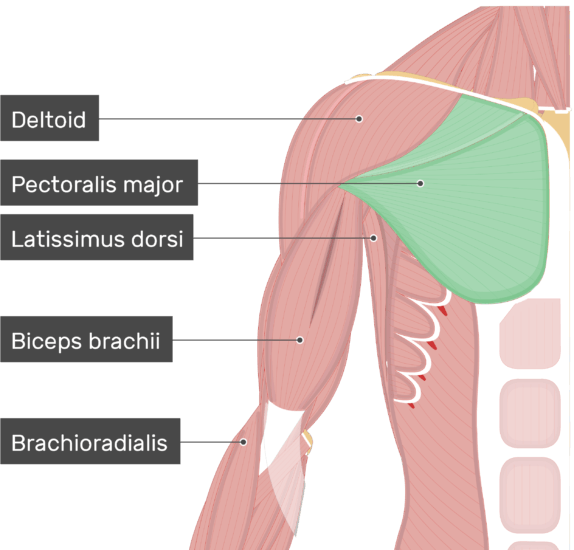 Deltoid
Pectoralis major
Latissimus dorsi
Biceps brachii
Brachioradialis